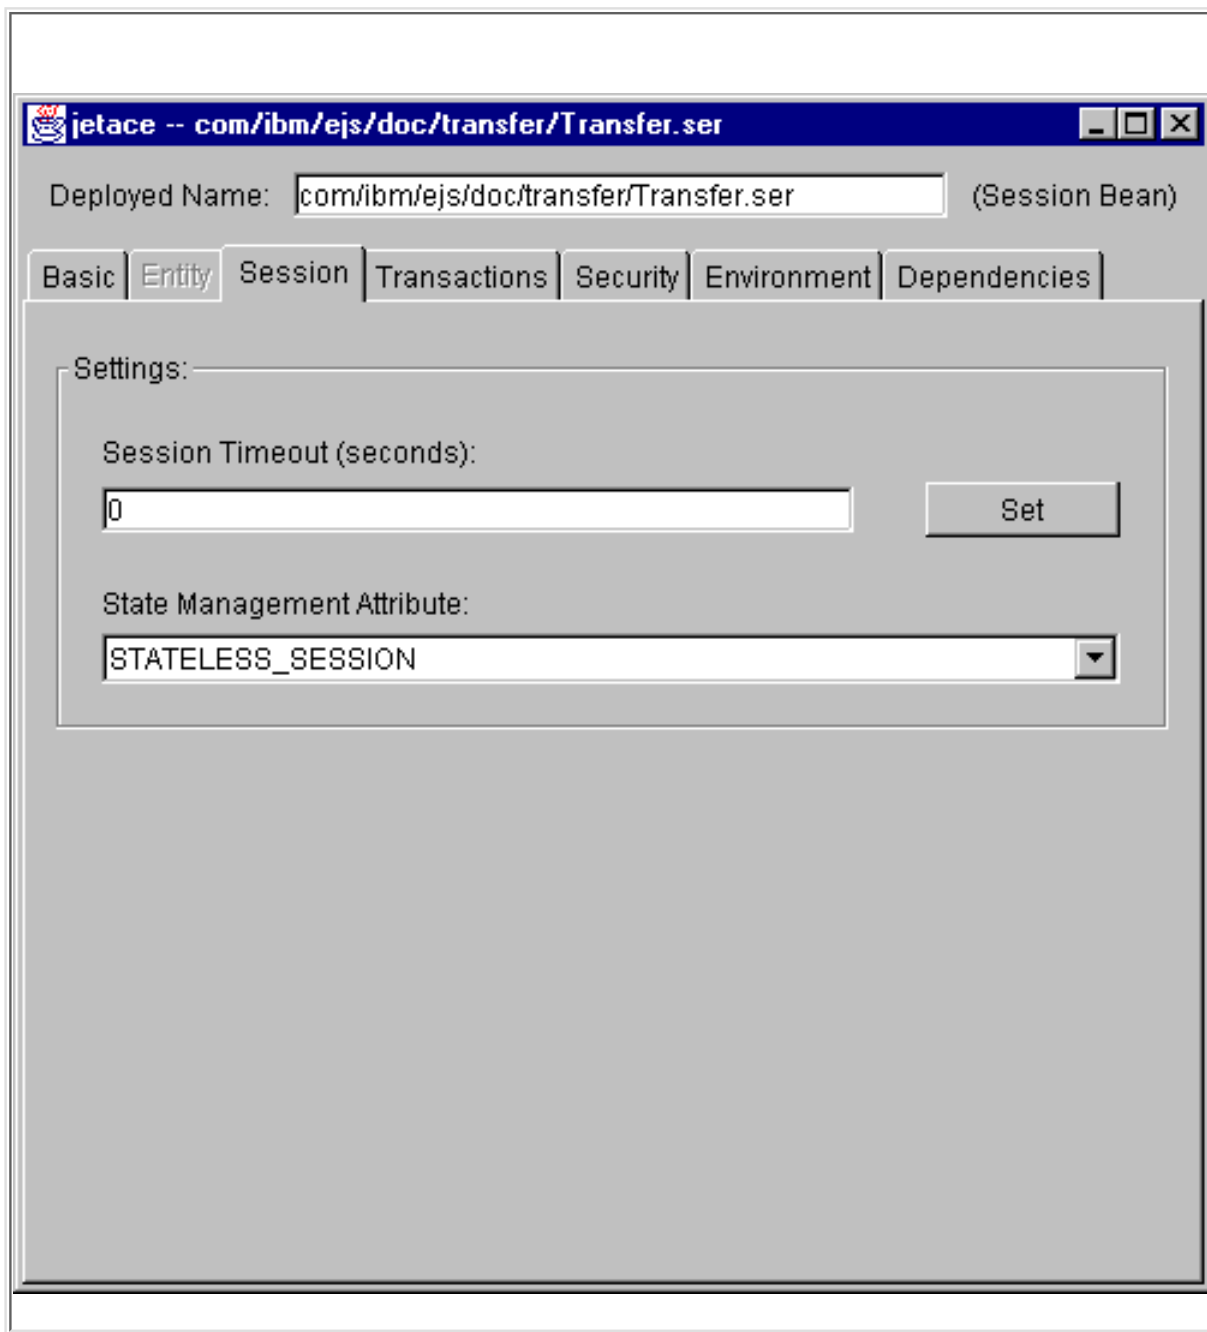 jetace -- com/ibm/ejs/doc/transfer/Transfer.ser
Deployed Name: com/ibm/ejs/doc/transfer/Transfer.ser (Session Bean)
Basic Entity Session Transactions Security Environment Dependencies
Settings:
Session Timeout (seconds):
0 Set
State Management Attribute:
STATELESS_SESSION